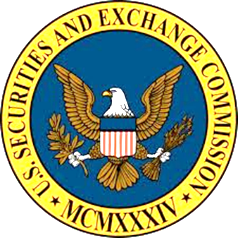 U.S. SECURITIES AND EXCHANGE COMMISSION
MCMXXXIV